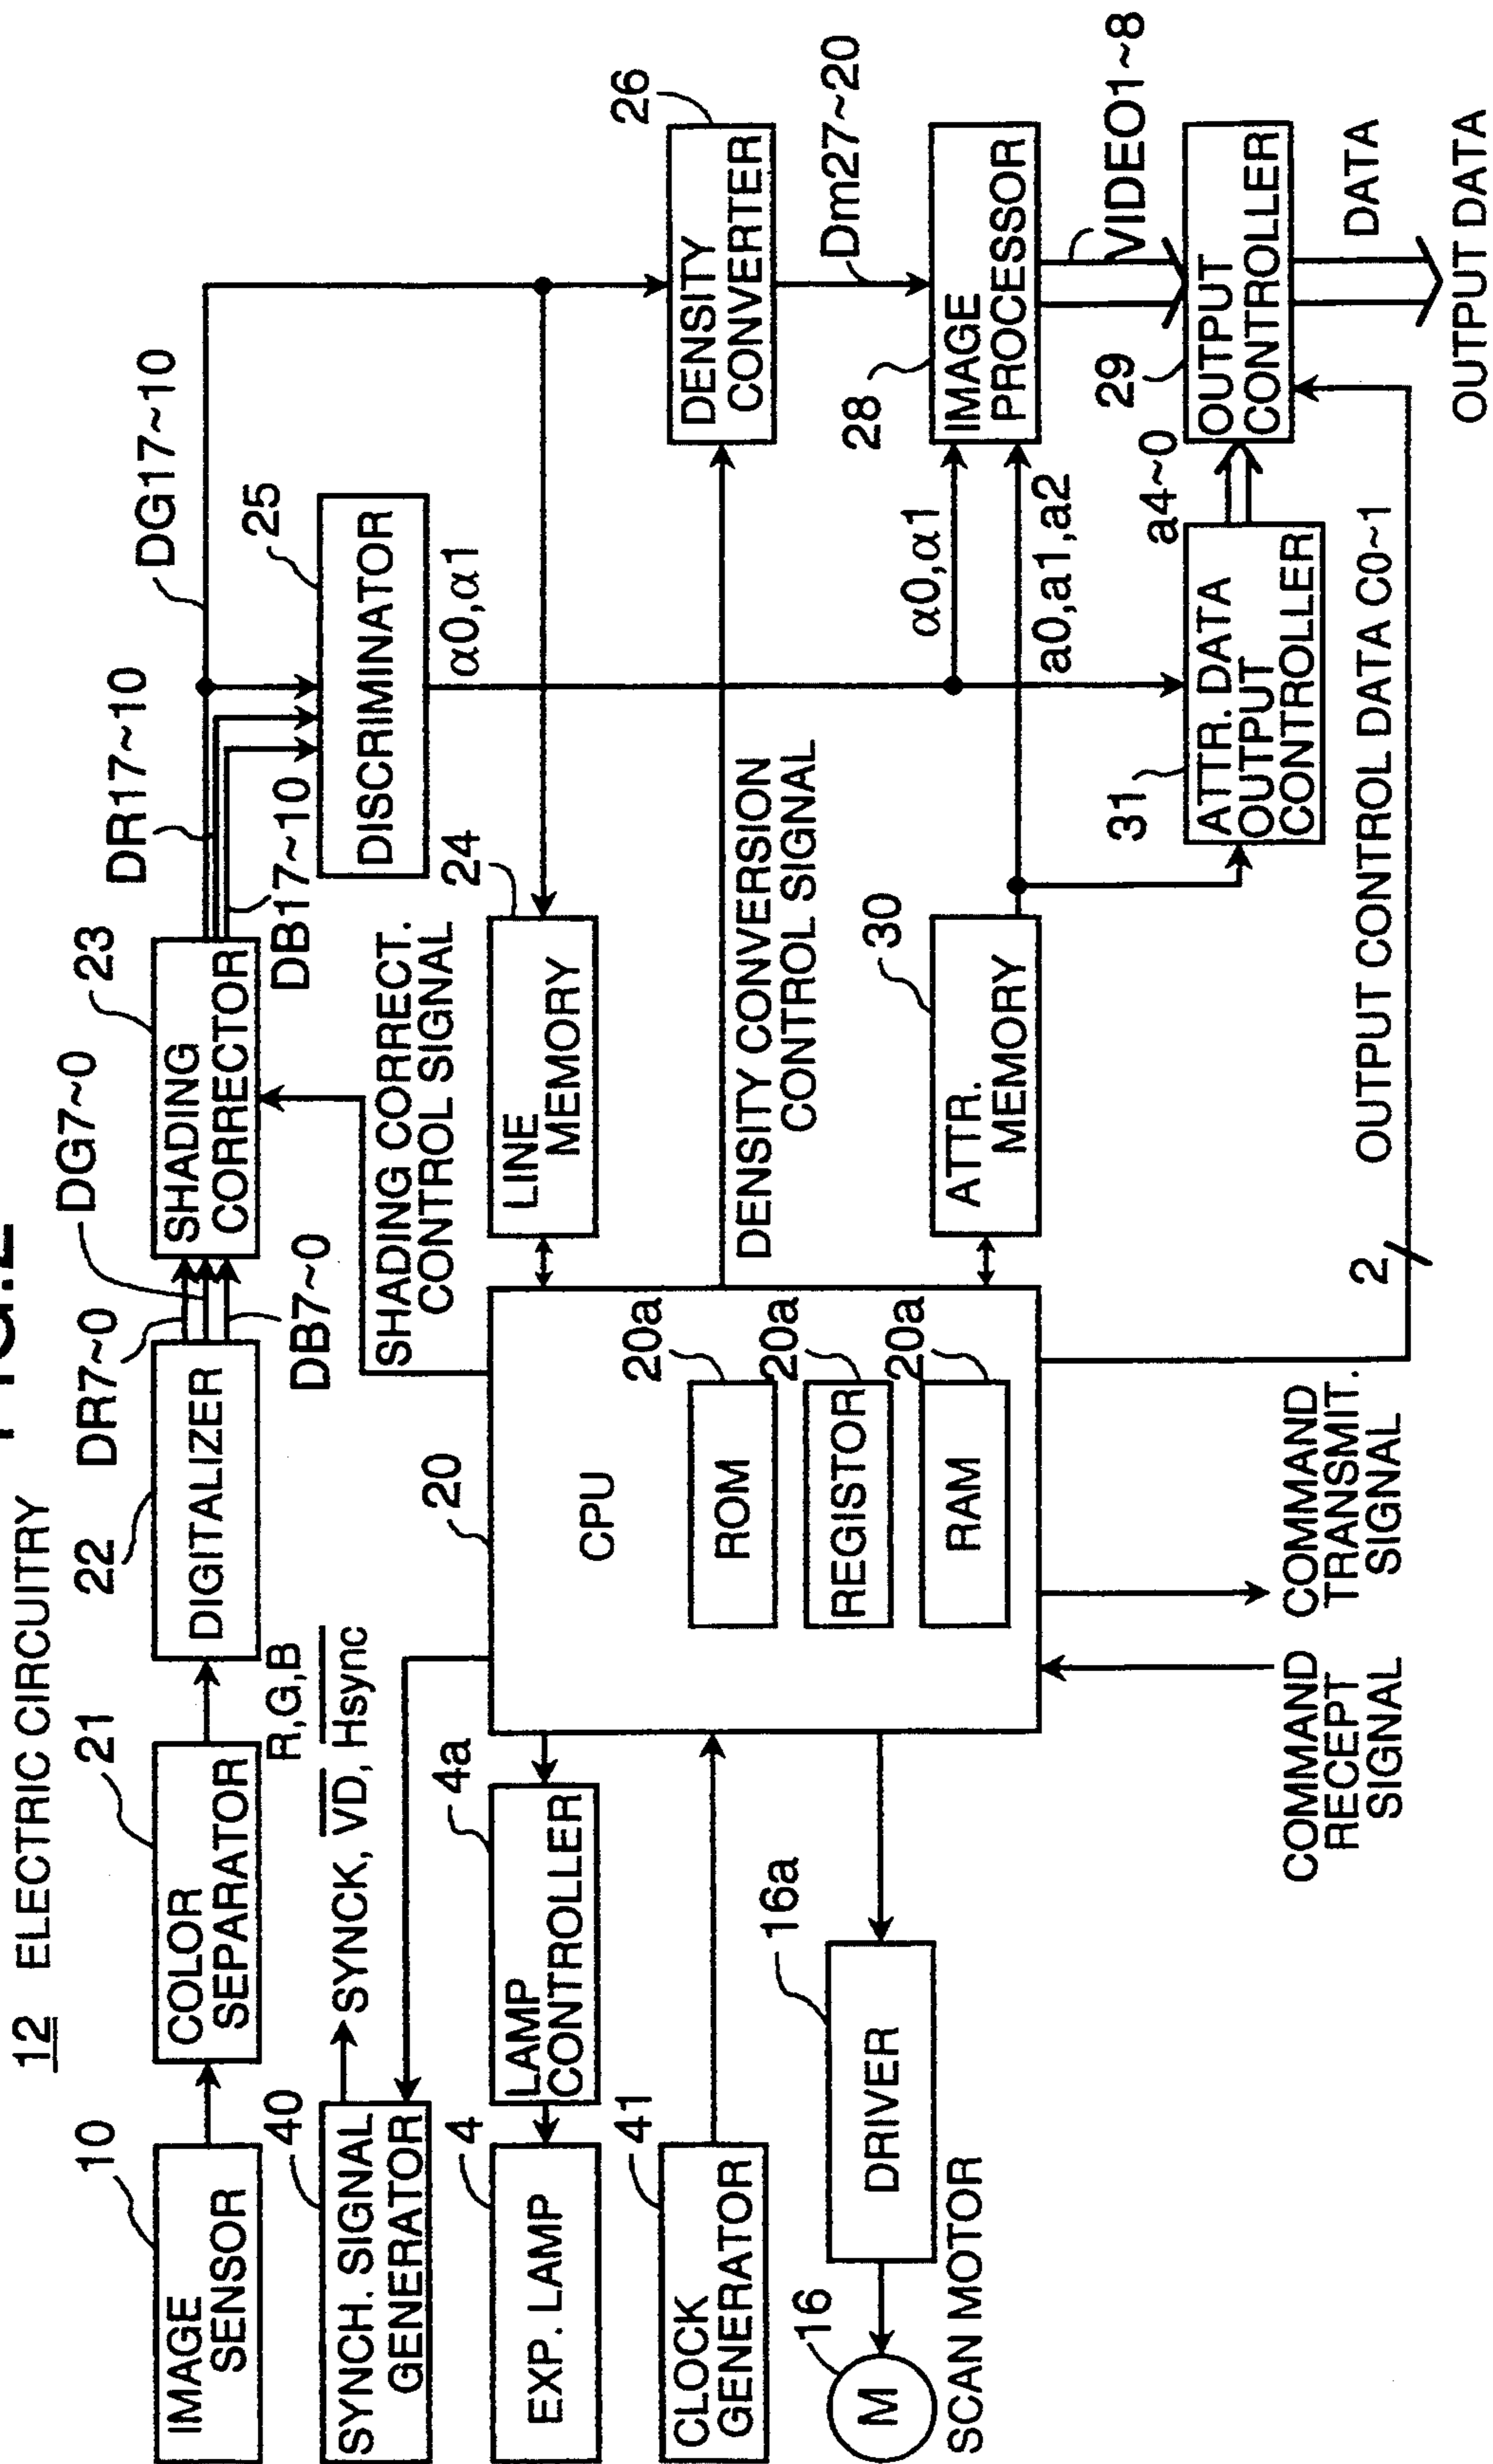 FIG.2
12 ELECTRIC CIRCUITRY
10
IMAGE
SENSOR
21
COLOR
SEPARATOR
R,G,B
22
DIGITALIZER
DR7~0
DG7~0
DB7~0
23
SHADING
CORRECTOR
DR17~10
DG17~10
DB17~10
25
DISCRIMINATOR
α0,α1
40
SYNCH. SIGNAL
GENERATOR
SYNCK, VD, Hsync
SHADING CORRECT.
CONTROL SIGNAL
4
EXP. LAMP
4a
LAMP
CONTROLLER
20
CPU
20a
ROM
20a
REGISTOR
20a
RAM
24
LINE
MEMORY
26
DENSITY
CONVERTER
Dm27~20
41
CLOCK
GENERATOR
DENSITY CONVERSION
CONTROL SIGNAL
16
M
SCAN MOTOR
16a
DRIVER
30
ATTR.
MEMORY
α0,α1
a0,a1,a2
28
IMAGE
PROCESSOR
VIDEO1~8
31
ATTR. DATA
OUTPUT
CONTROLLER
a4~0
29
OUTPUT
CONTROLLER
DATA
OUTPUT DATA
COMMAND
RECEPT
SIGNAL
COMMAND
TRANSMIT.
SIGNAL
2
OUTPUT CONTROL DATA C0~1